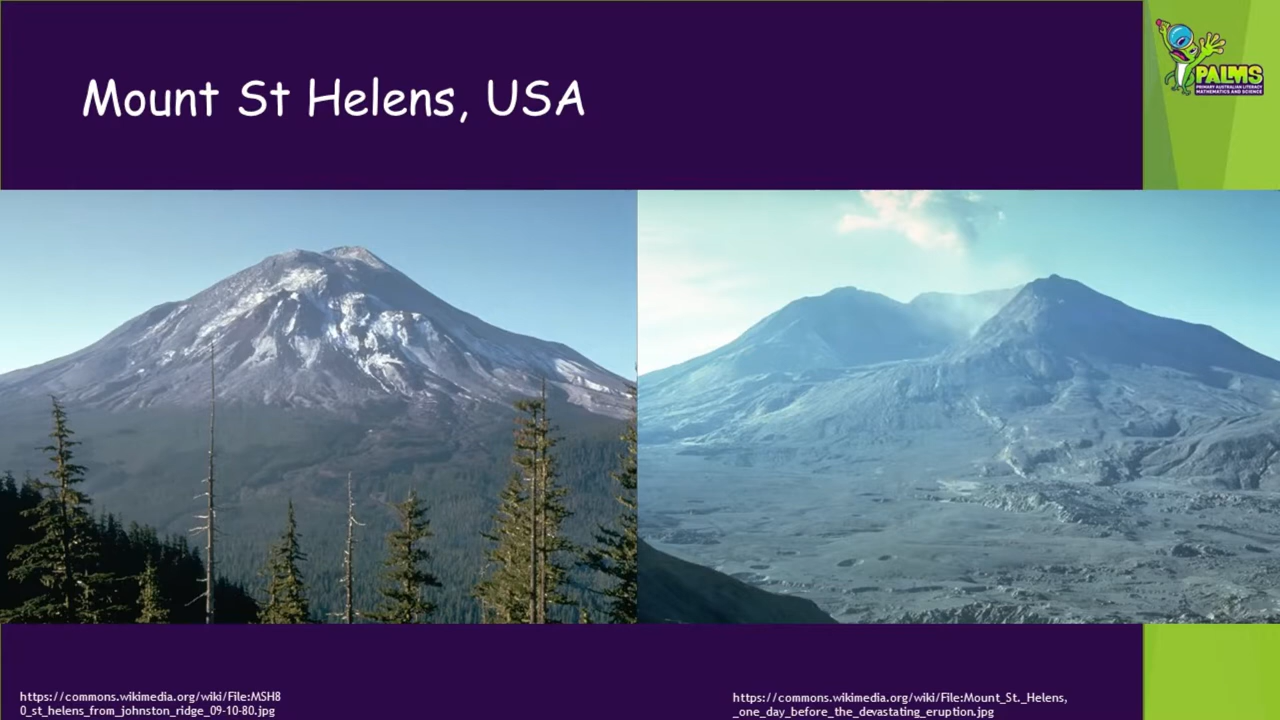 Mount St Helens, USA
PALMS
PRIMARY AUSTRALIAN LITERACY
MATHEMATICS AND SCIENCE
https://commons.wikimedia.org/wiki/File:MSH8
0_st_helens_from_johnston_ridge_09-10-80.jpg
https://commons.wikimedia.org/wiki/File:Mount_St._Helens,
_one_day_before_the_devastating_eruption.jpg